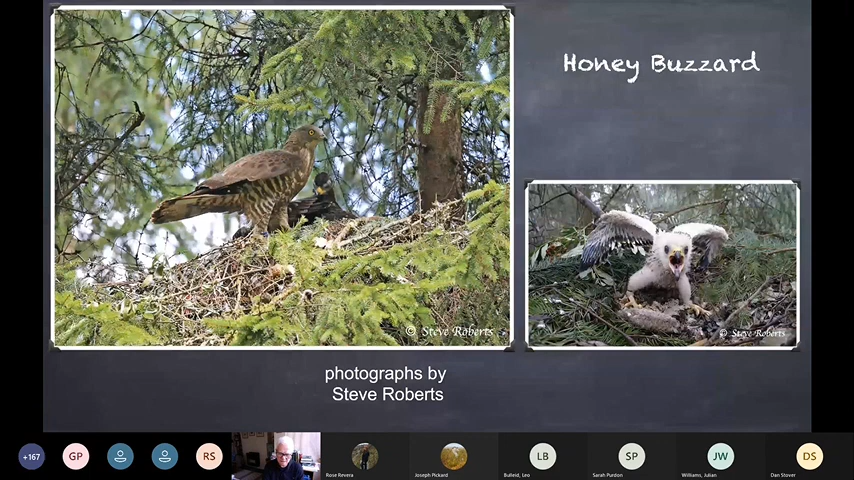 Honey Buzzard
© Steve Roberts
© Steve Roberts
photographs by
Steve Roberts
+167
GP
RS
Rose Revera
Joseph Pickard
LB
Bulleid, Leo
SP
Sarah Purdon
JW
Williams, Julian
DS
Dan Stover